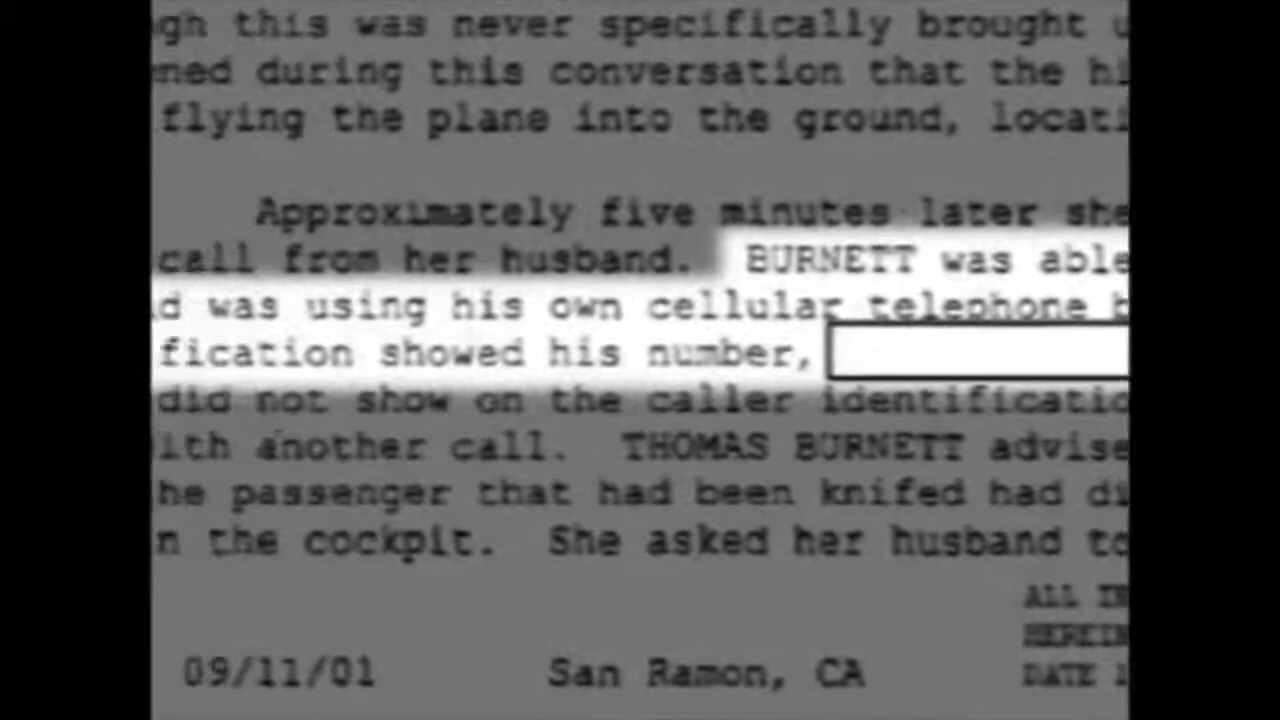 gh this was never specifically brought
ned during this conversation that the
flying the plane into the ground,
Approximately five minutes later she
call from her husband. BURNETT was able
was using his own cellular telephone
fication showed his number,
did not show on the caller identificatio
ith another call. THOMAS BURNETT advise
he passenger that had been knifed had
n the cockpit. She asked her husband to
ALL
09/11/01 San Ramon, CA DATE